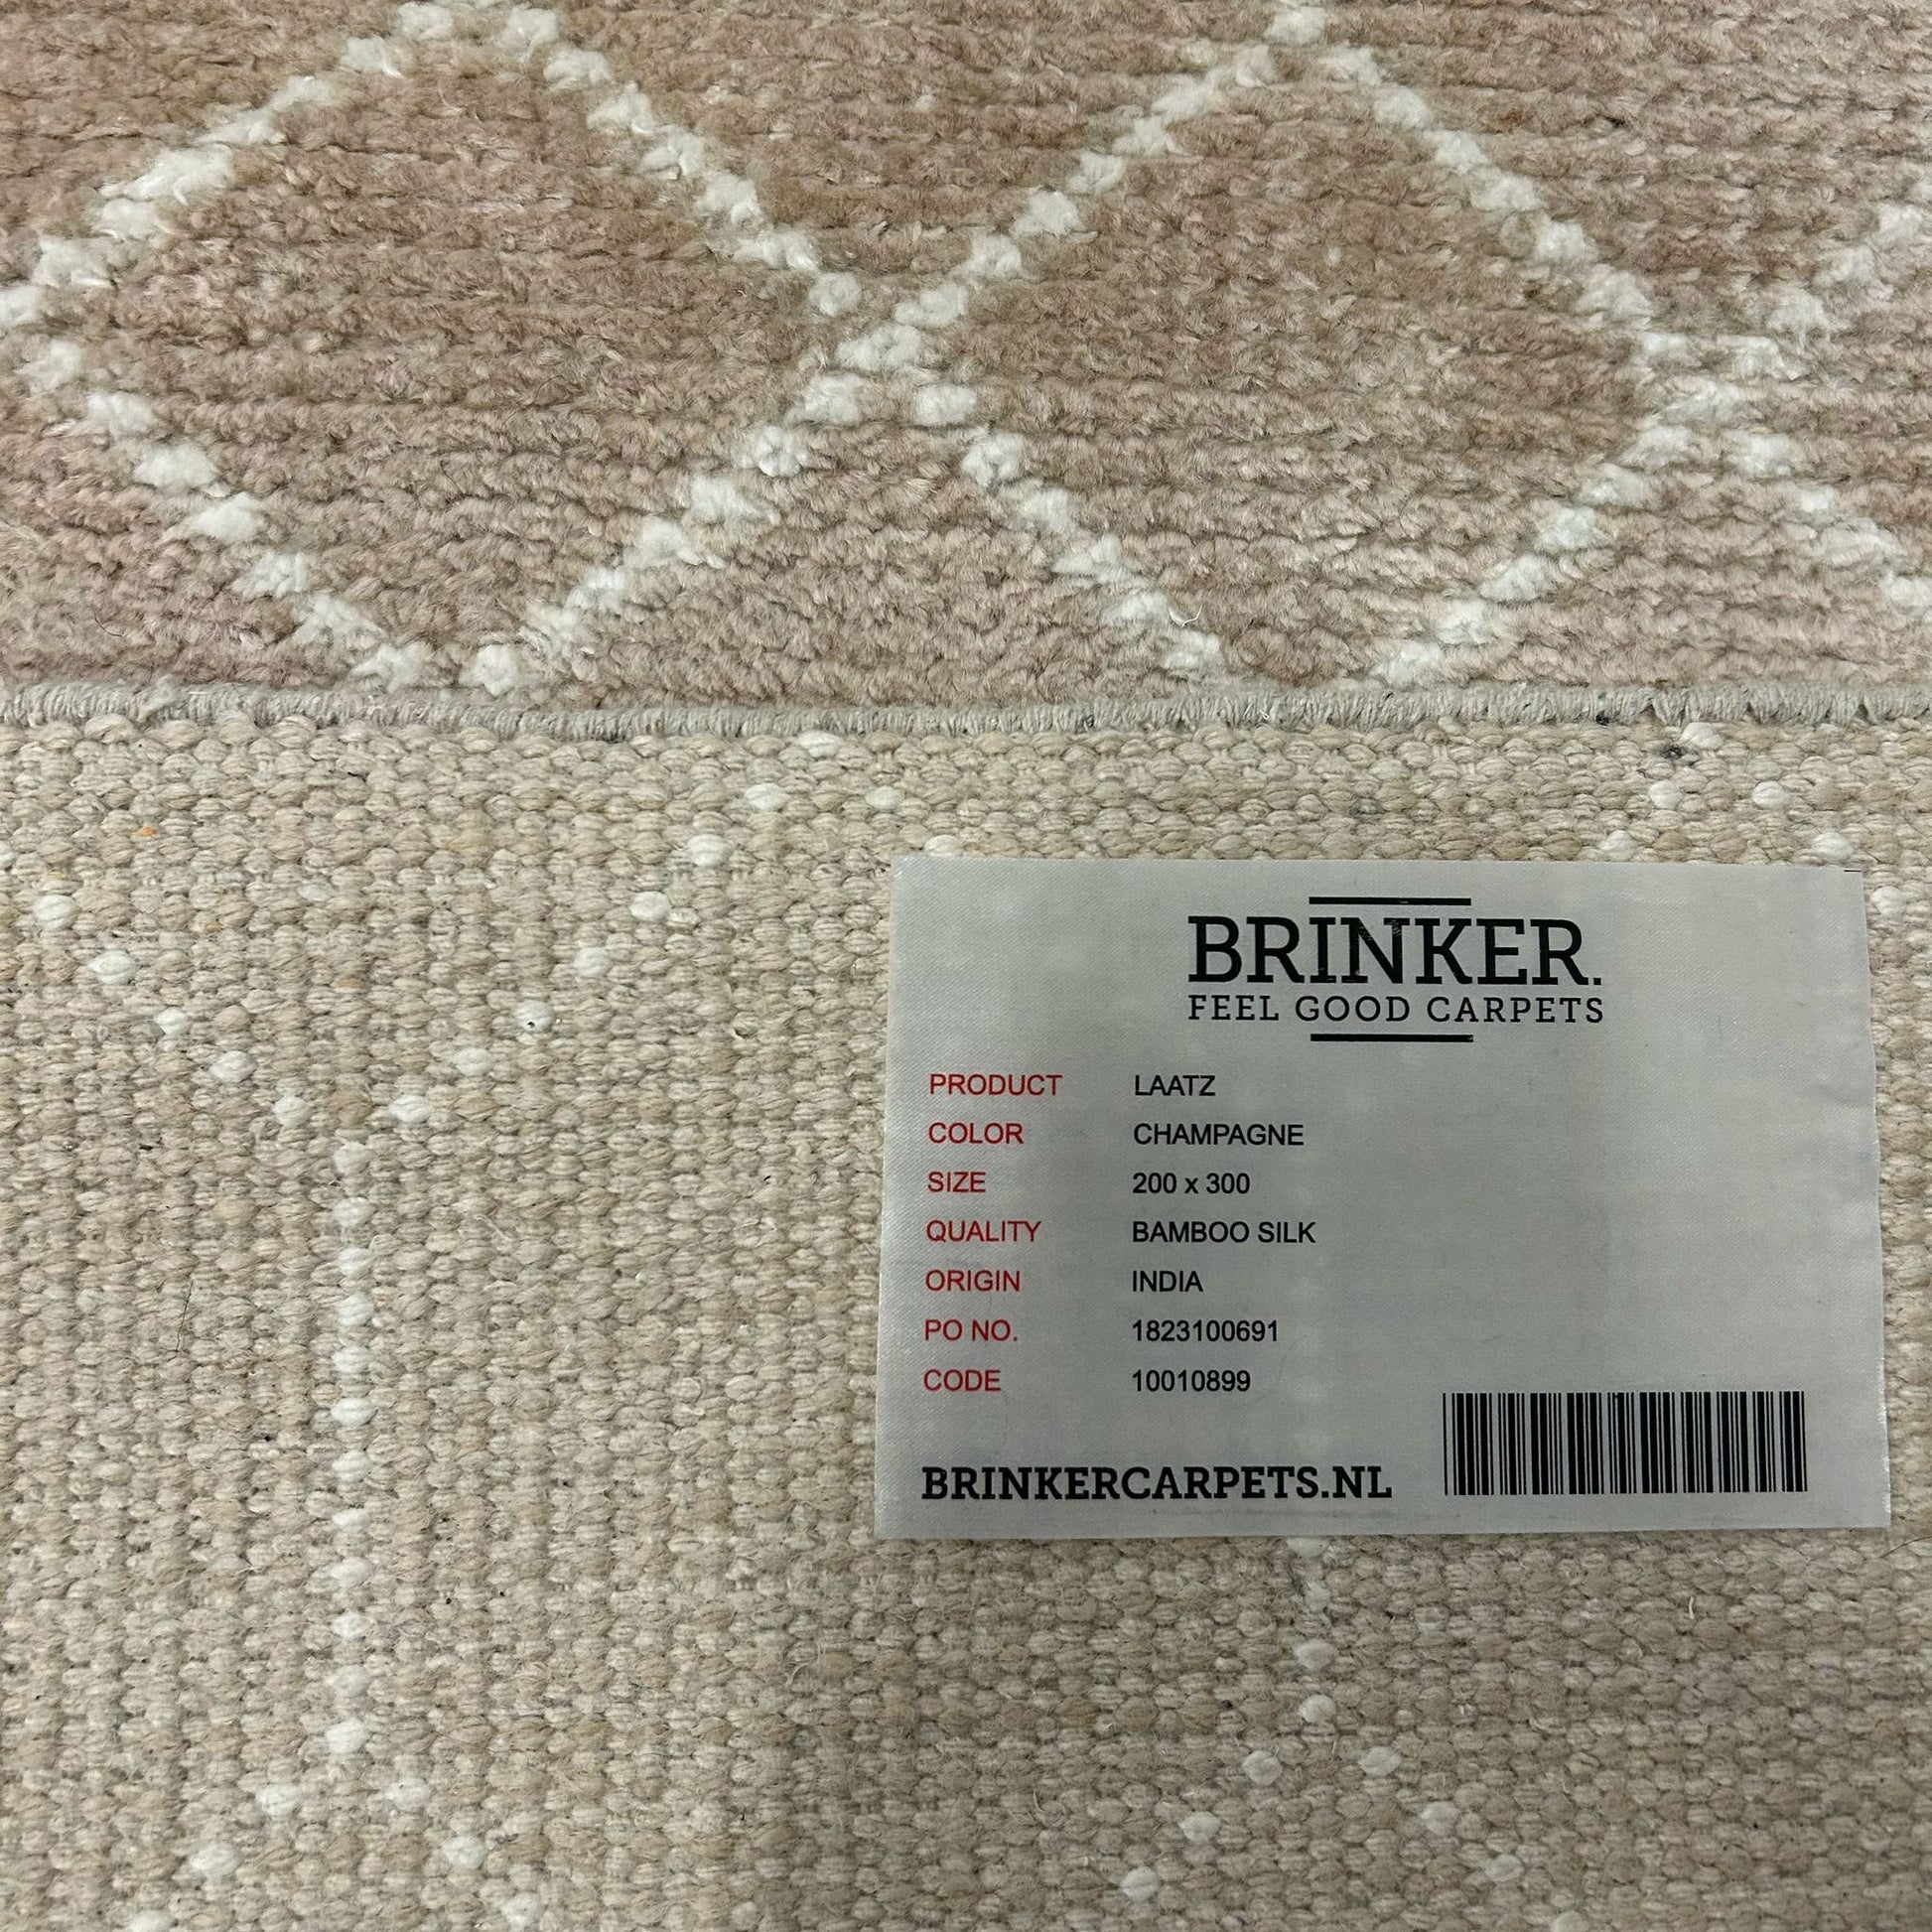 BRINKER.
FEEL GOOD CARPETS
PRODUCT LAATZ
COLOR CHAMPAGNE
SIZE 200 x 300
QUALITY BAMBOO SILK
ORIGIN INDIA
PO NO. 1823100691
CODE 10010899
BRINKERCARPETS.NL